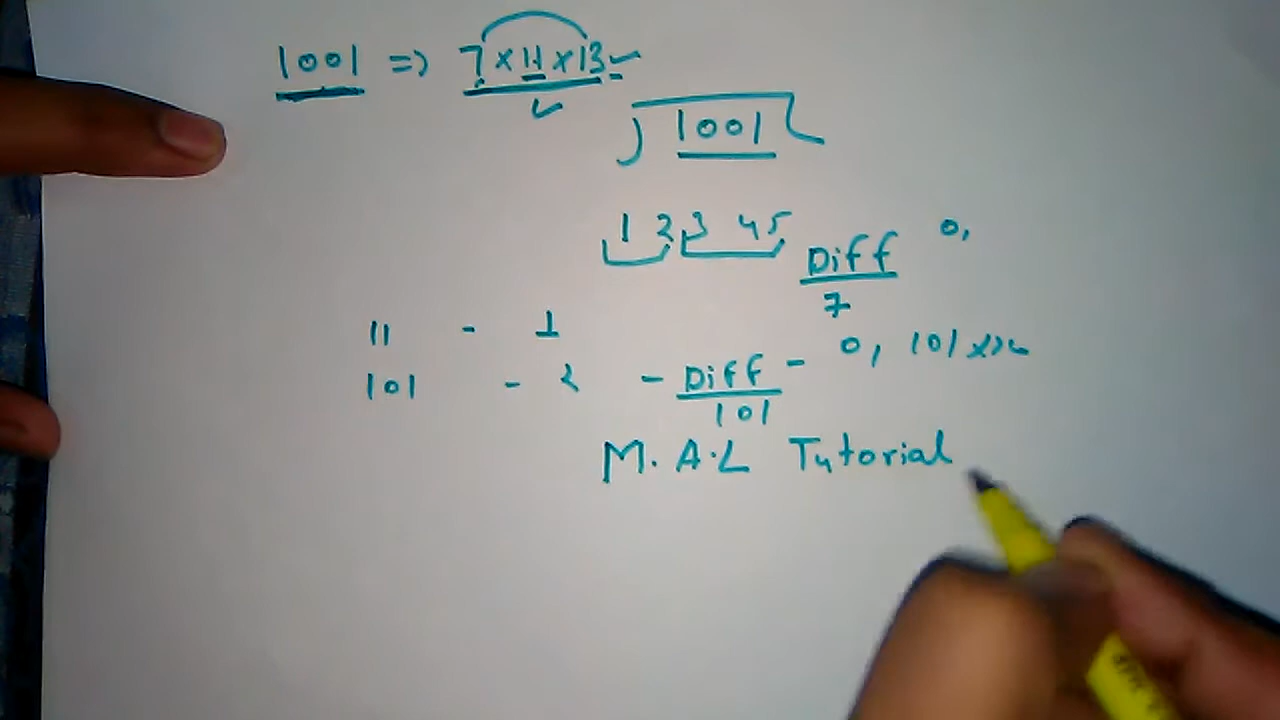 1001 => 7 x 11 x 13
1001
1 2 3 4 5 Diff 0,
7
11 - 1
101 - 2 - Diff - 0, 101
101
M. A. L Tutorial